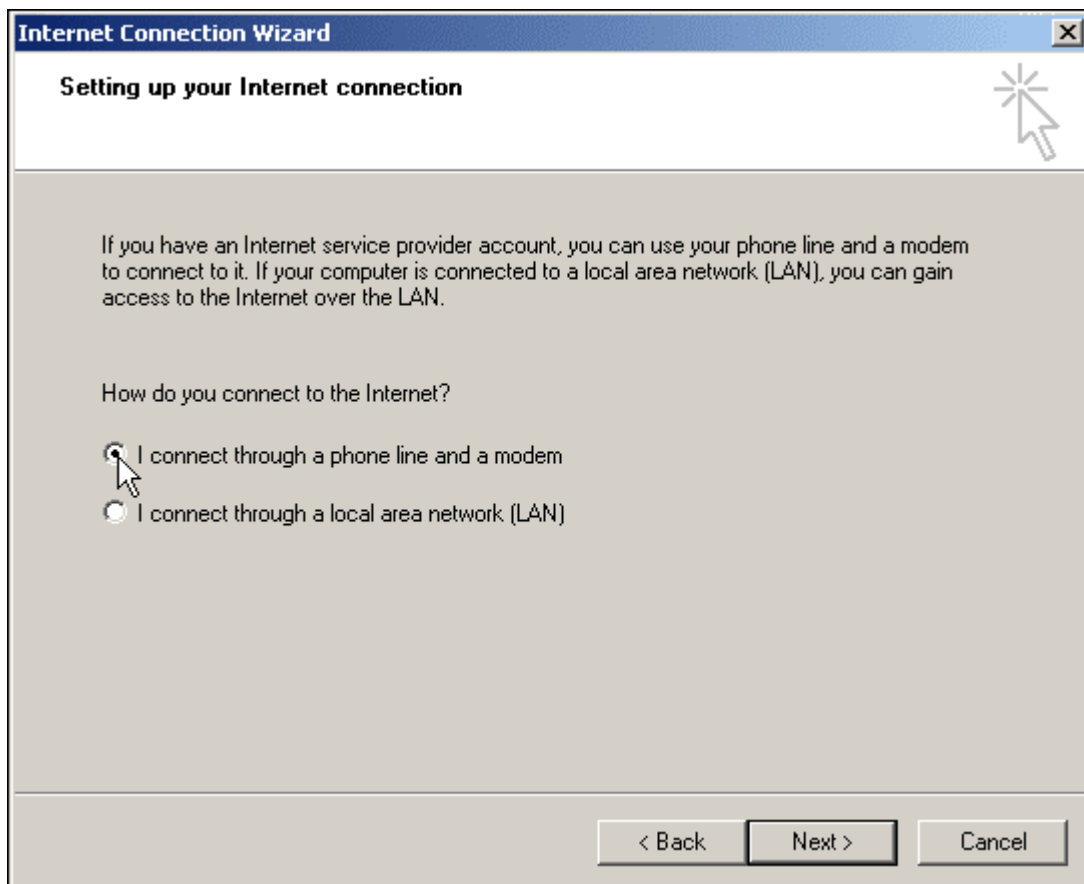 Internet Connection Wizard
Setting up your Internet connection
If you have an Internet service provider account, you can use your phone line and a modem
to connect to it. If your computer is connected to a local area network (LAN), you can gain
access to the Internet over the LAN.
How do you connect to the Internet?
I connect through a phone line and a modem
I connect through a local area network (LAN)
< Back Next > Cancel